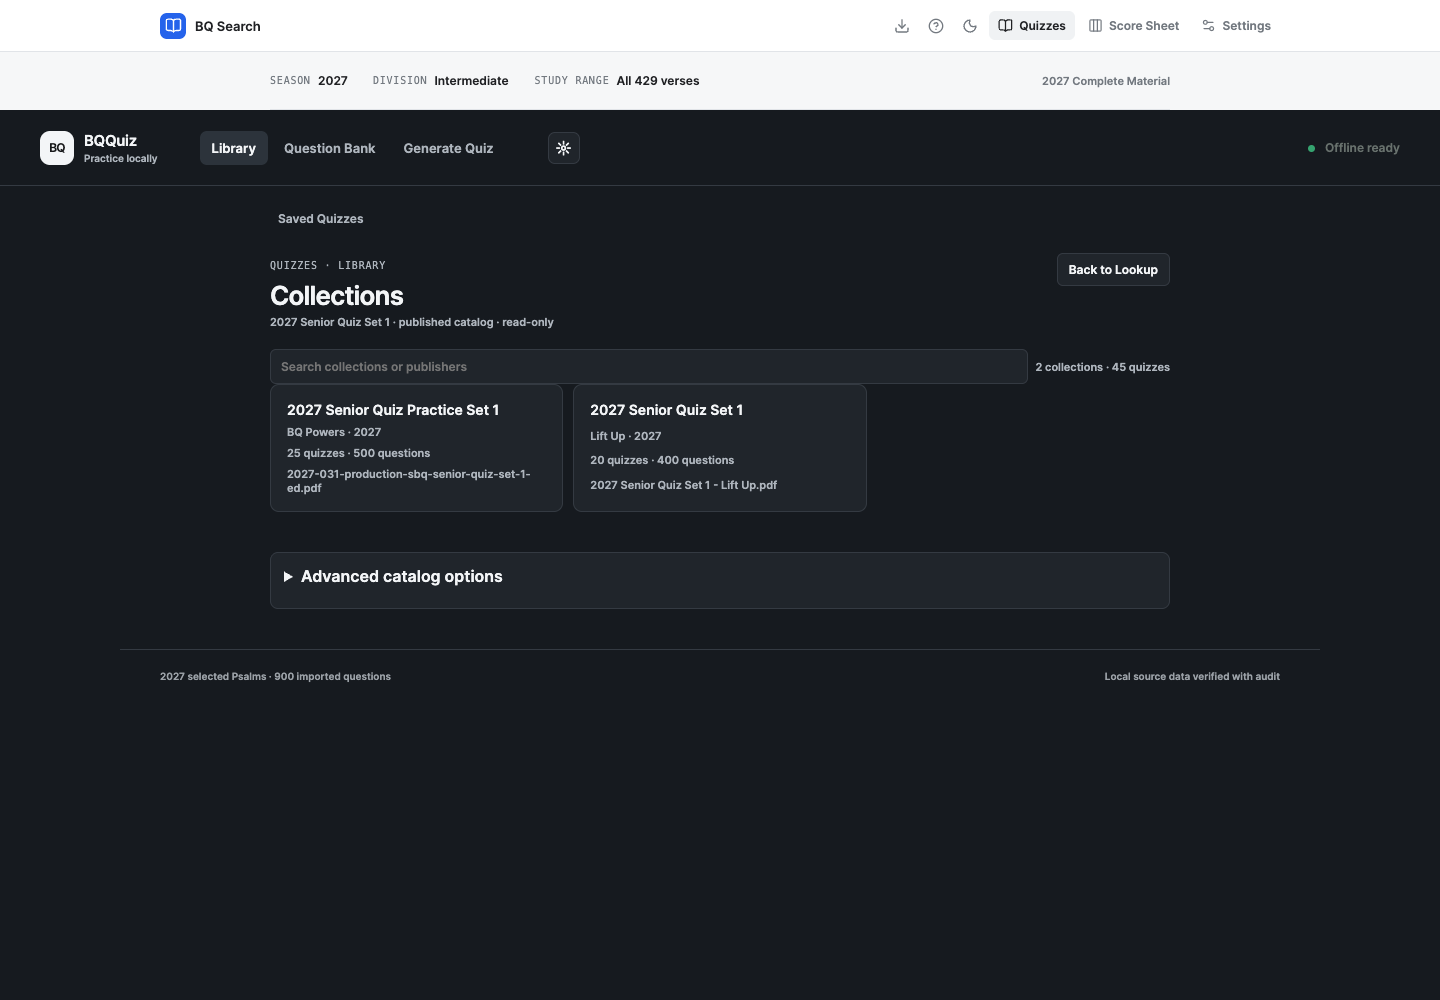 BQ Search
Quizzes
Score Sheet
Settings
SEASON 2027 DIVISION Intermediate STUDY RANGE All 429 verses
2027 Complete Material
BQ
BQQuiz
Practice locally
Library
Question Bank
Generate Quiz
Offline ready
Saved Quizzes
QUIZZES · LIBRARY
Back to Lookup
Collections
2027 Senior Quiz Set 1 · published catalog · read-only
Search collections or publishers
2 collections · 45 quizzes
2027 Senior Quiz Practice Set 1
BQ Powers · 2027
25 quizzes · 500 questions
2027-031-production-sbq-senior-quiz-set-1-
ed.pdf
2027 Senior Quiz Set 1
Lift Up · 2027
20 quizzes · 400 questions
2027 Senior Quiz Set 1 - Lift Up.pdf
Advanced catalog options
2027 selected Psalms · 900 imported questions
Local source data verified with audit